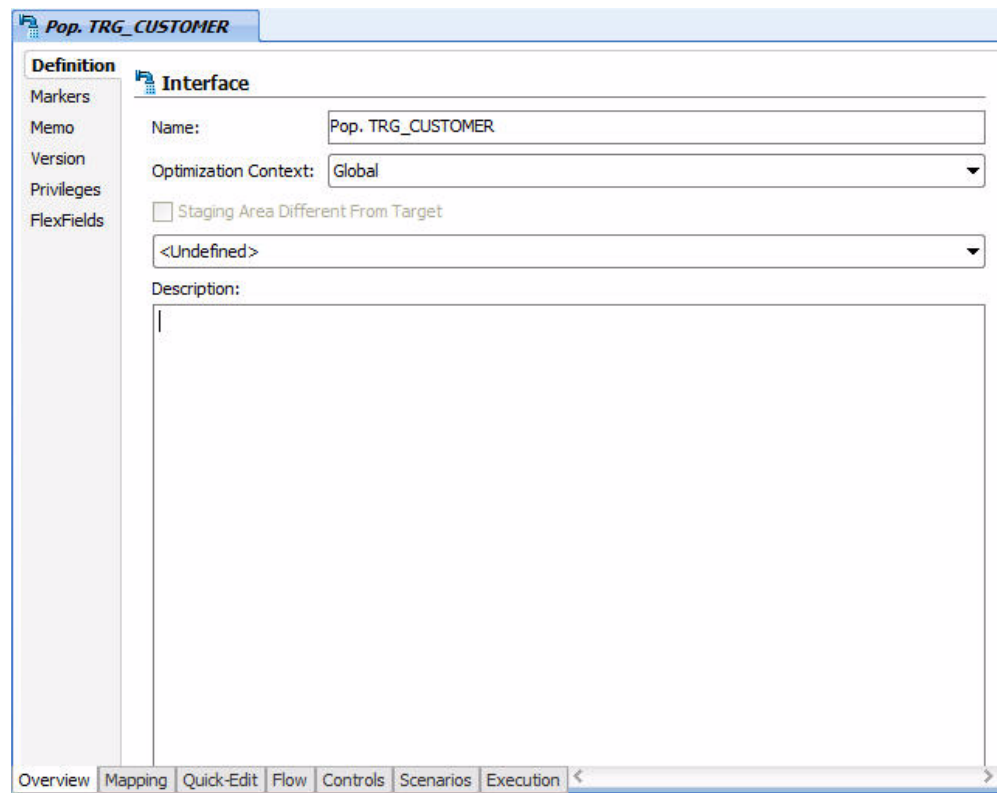 Pop. TRG_CUSTOMER
Definition
Markers
Memo
Version
Privileges
FlexFields
Interface
Name: Pop. TRG_CUSTOMER
Optimization Context: Global
Staging Area Different From Target
<Undefined>
Description:
Overview Mapping Quick-Edit Flow Controls Scenarios Execution